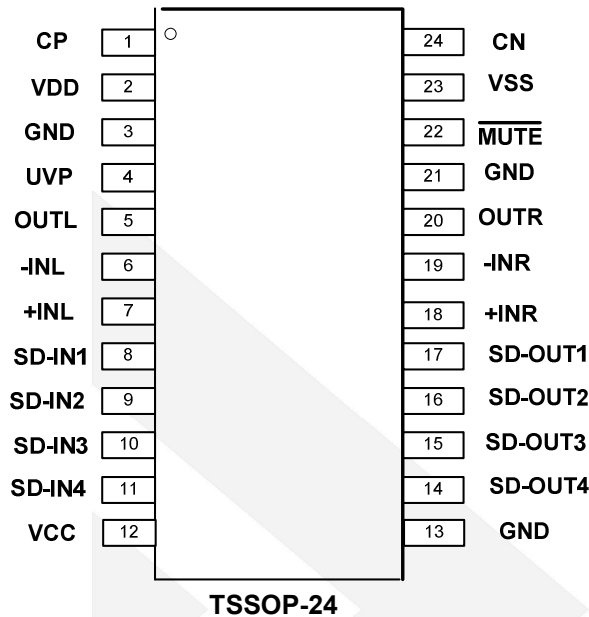 CP 1 24 CN
VDD 2 23 VSS
GND 3 22 MUTE
UVP 4 21 GND
OUTL 5 20 OUTR
-INL 6 19 -INR
+INL 7 18 +INR
SD-IN1 8 17 SD-OUT1
SD-IN2 9 16 SD-OUT2
SD-IN3 10 15 SD-OUT3
SD-IN4 11 14 SD-OUT4
VCC 12 13 GND
TSSOP-24